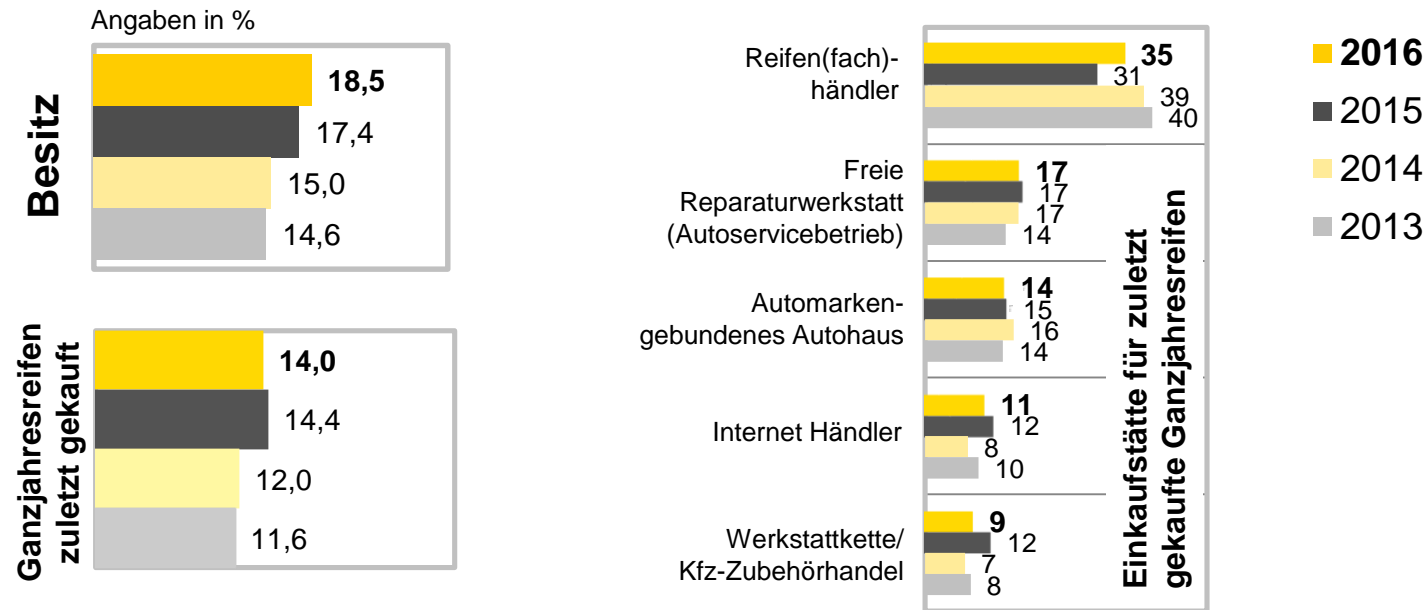 Angaben in %
Besitz
18,5
17,4
15,0
14,6
Ganzjahresreifen
zuletzt gekauft
14,0
14,4
12,0
11,6
Reifen(fach)-
händler
35
31
39
40
Freie
Reparaturwerkstatt
(Autoservicebetrieb)
17
17
17
14
Automarken-
gebundenes Autohaus
14
15
16
14
Internet Händler
11
12
8
10
Werkstattkette/
Kfz-Zubehörhandel
9
12
7
8
Einkaufstätte für zuletzt
gekaufte Ganzjahresreifen
2016
2015
2014
2013